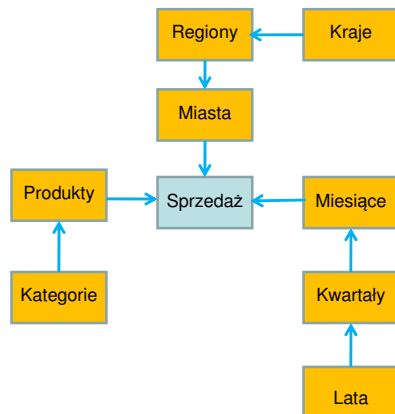 Regiony
Kraje
Miasta
Produkty
Sprzedaż
Miesiące
Kategorie
Kwartały
Lata